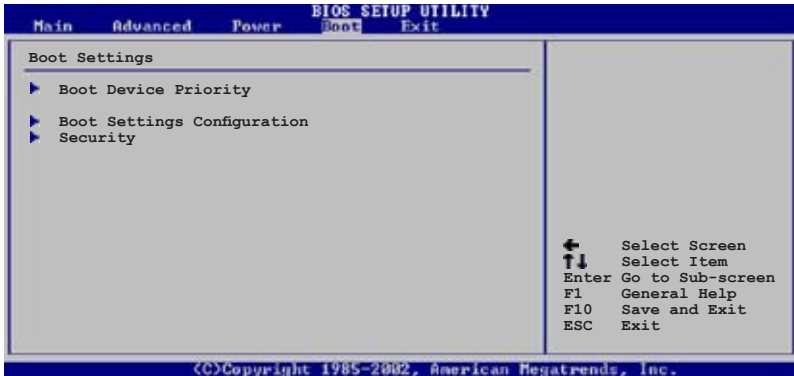 BIOS SETUP UTILITY
Main Advanced Power Boot Exit
Boot Settings
Boot Device Priority
Boot Settings Configuration
Security
← Select Screen
↑↓ Select Item
Enter Go to Sub-screen
F1 General Help
F10 Save and Exit
ESC Exit
(C)Copyright 1985-2002, American Megatrends, Inc.